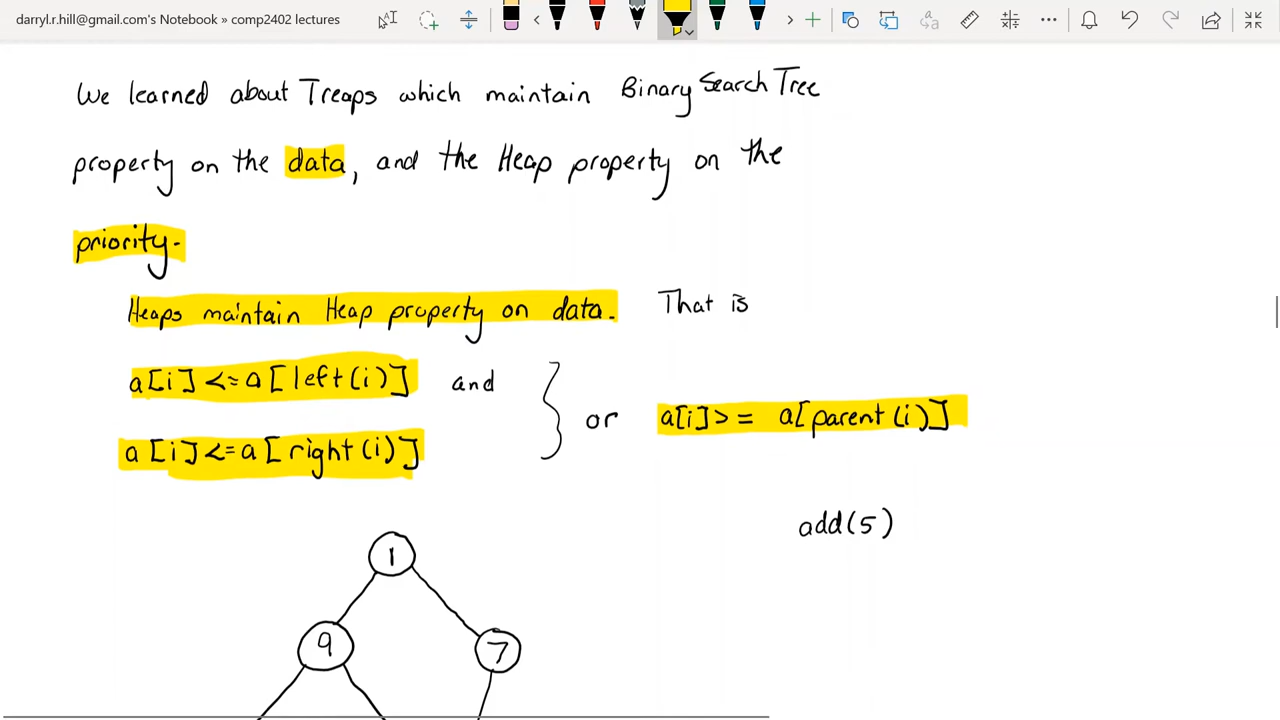 darryl.r.hill@gmail.com's Notebook » comp2402 lectures
We learned about Treaps which maintain Binary Search Tree
property on the data, and the Heap property on the
priority.
Heaps maintain Heap property on data. That is
a[i] <= a[left(i)] and
a[i] <= a[right(i)]
or a[i] >= a[parent(i)]
add(5)
1
9 7